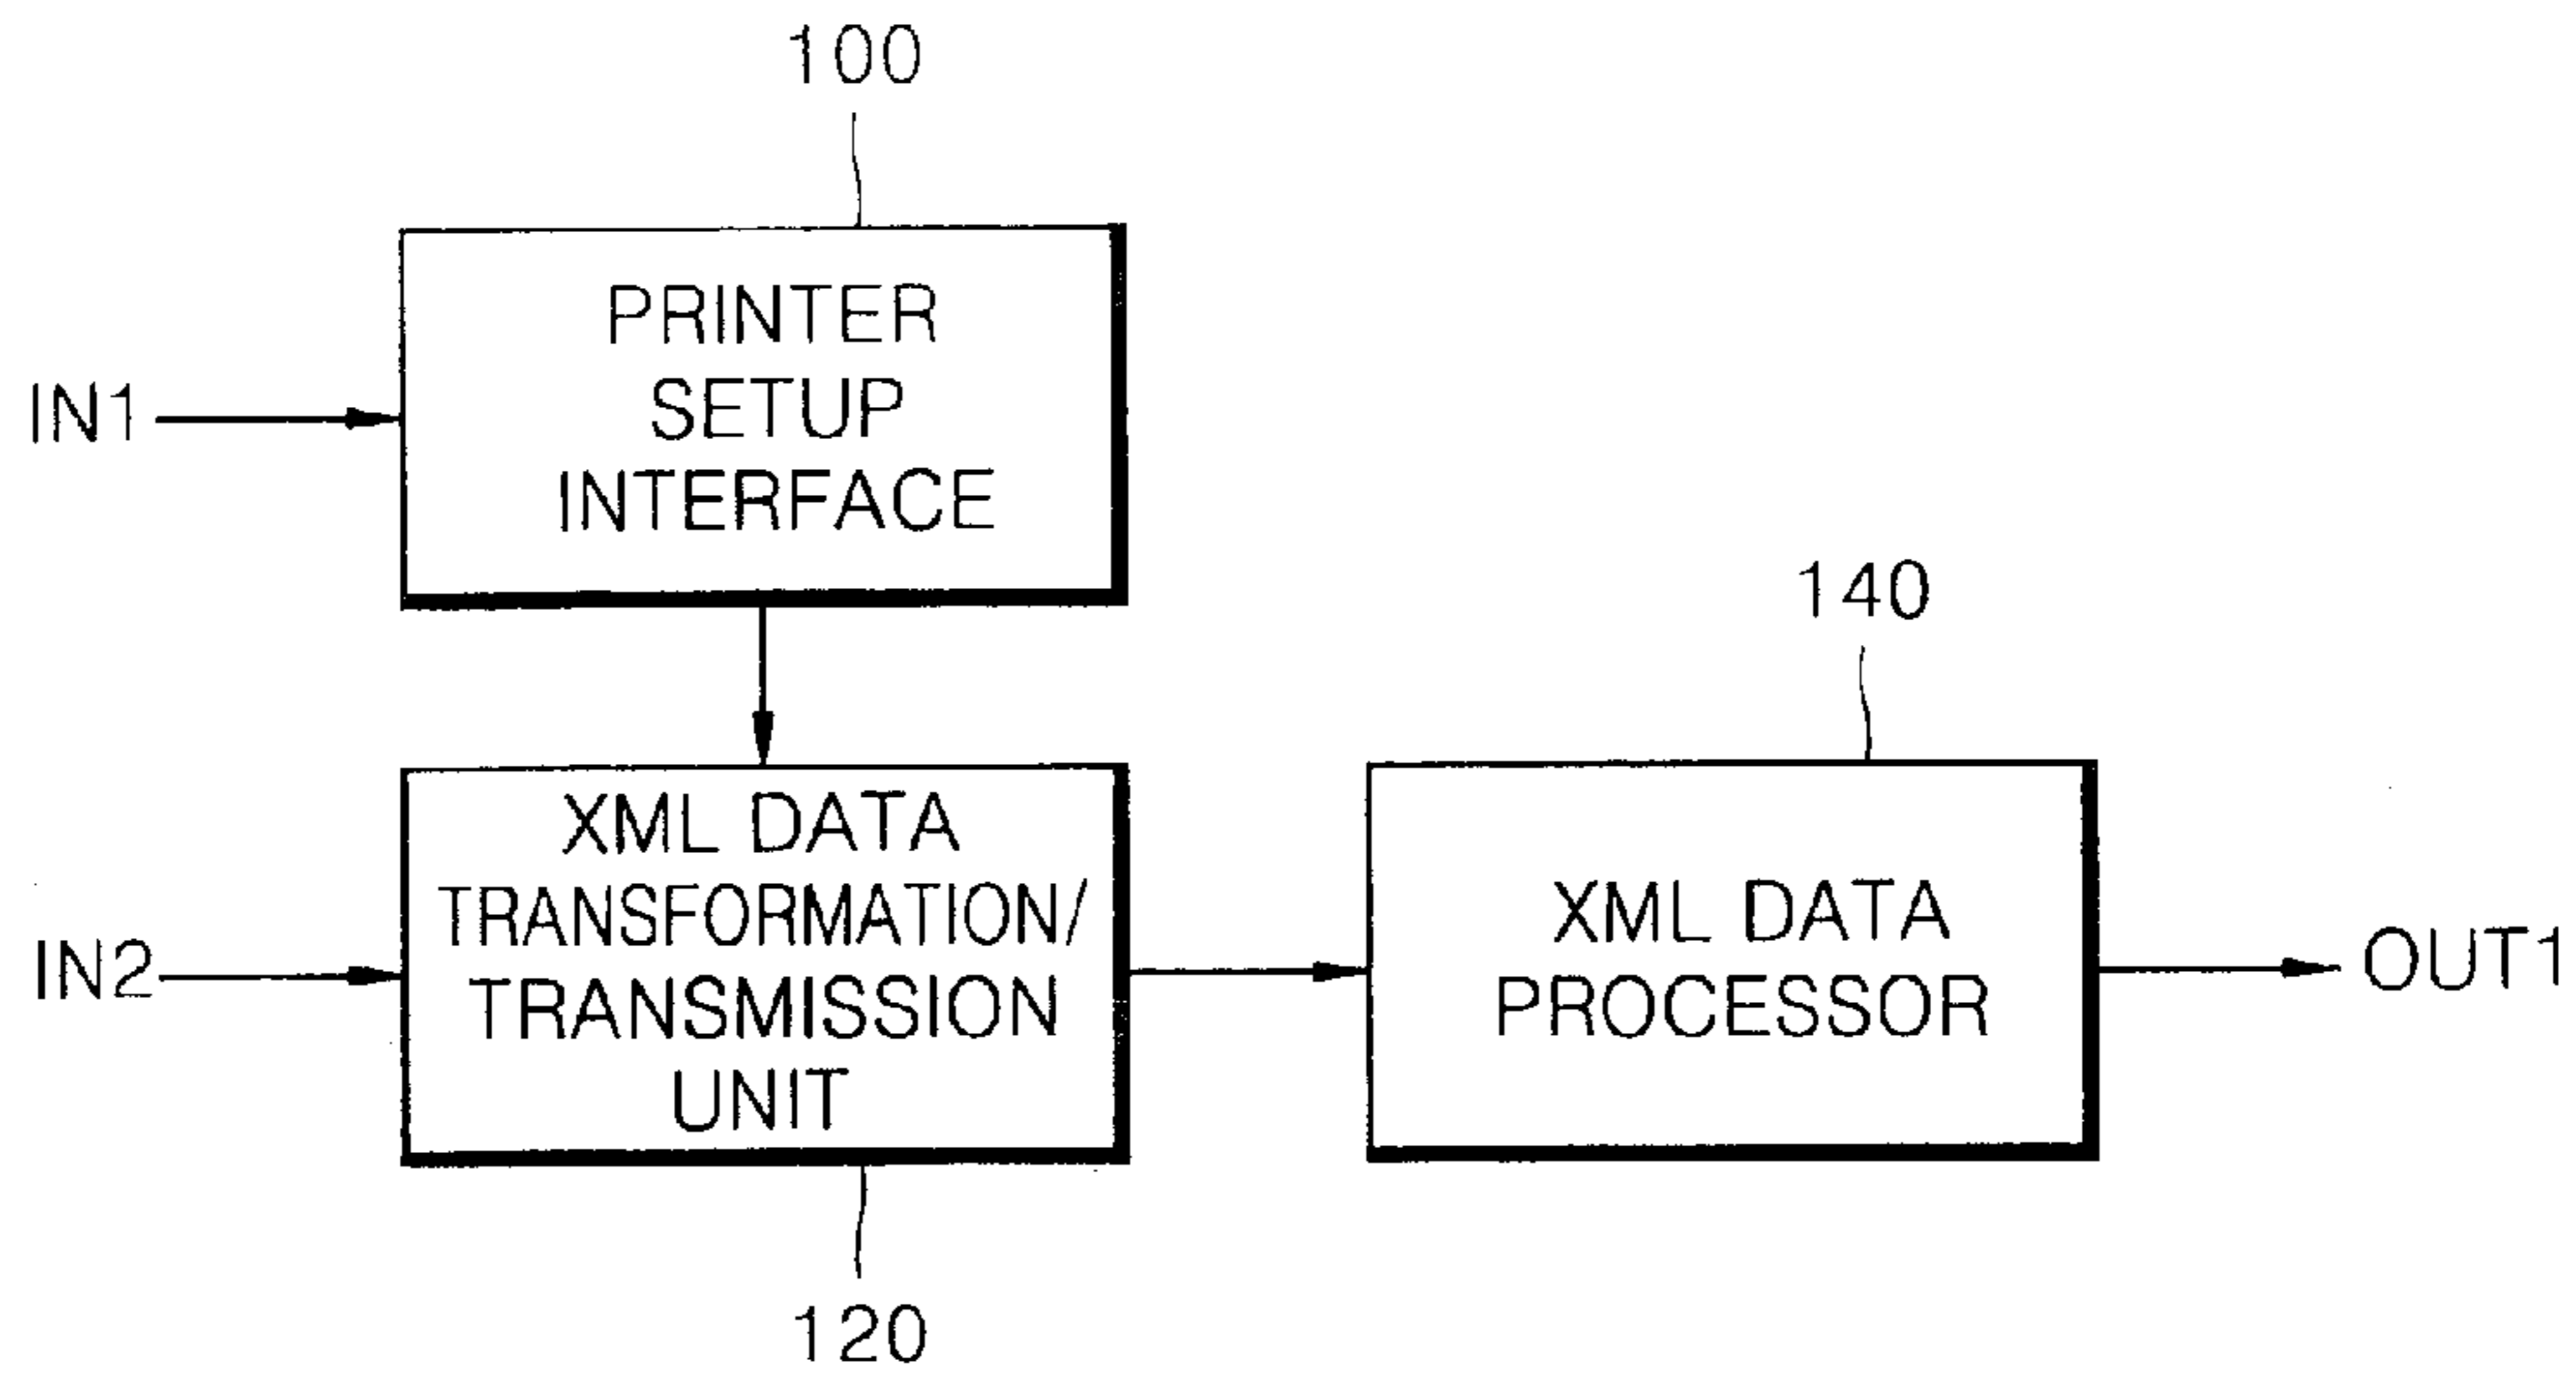 100
PRINTER
SETUP
INTERFACE
IN1
140
XML DATA
TRANSFORMATION/
TRANSMISSION
UNIT
IN2
XML DATA
PROCESSOR
OUT1
120